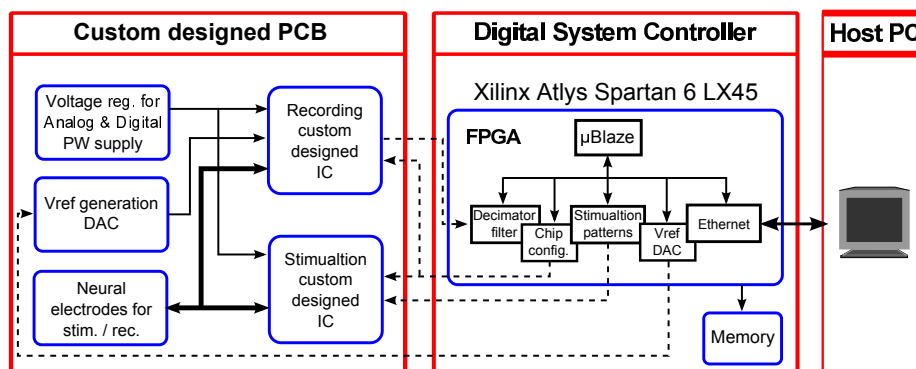 Custom designed PCB
Voltage reg. for
Analog & Digital
PW supply
Vref generation
DAC
Neural
electrodes for
stim. / rec.
Recording
custom
designed
IC
Stimualtion
custom
designed
IC
Digital System Controller
Xilinx Atlys Spartan 6 LX45
FPGA
µBlaze
Decimator
filter
Chip
config.
Stimualtion
patterns
Vref
DAC
Ethernet
Memory
Host PC